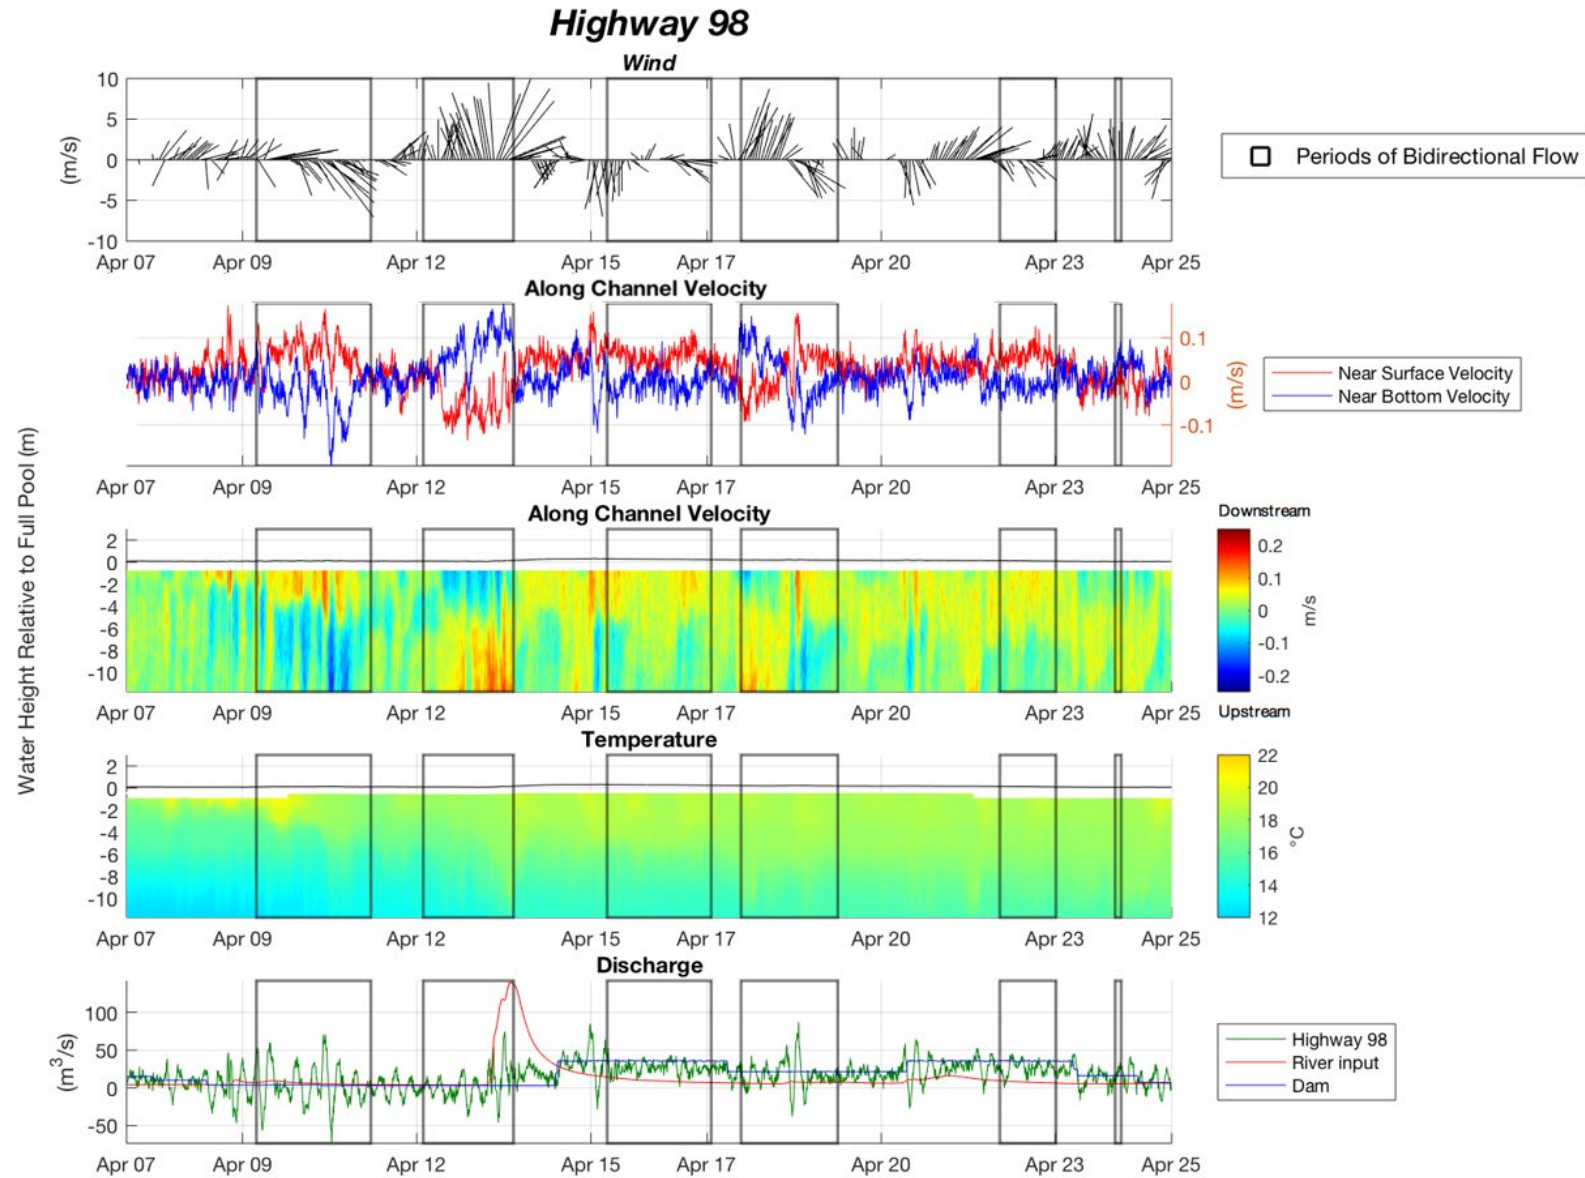 Highway 98
Wind
10
5
0
-5
-10
(m/s)
Apr 07 Apr 09 Apr 12 Apr 15 Apr 17 Apr 20 Apr 23 Apr 25
Periods of Bidirectional Flow
Along Channel Velocity
0.1
0
-0.1
(m/s)
Near Surface Velocity
Near Bottom Velocity
Apr 07 Apr 09 Apr 12 Apr 15 Apr 17 Apr 20 Apr 23 Apr 25
Water Height Relative to Full Pool (m)
Along Channel Velocity
2
0
-2
-4
-6
-8
-10
Downstream
0.2
0.1
0
-0.1
-0.2
m/s
Upstream
Apr 07 Apr 09 Apr 12 Apr 15 Apr 17 Apr 20 Apr 23 Apr 25
Temperature
2
0
-2
-4
-6
-8
-10
22
20
18
16
14
12
°C
Apr 07 Apr 09 Apr 12 Apr 15 Apr 17 Apr 20 Apr 23 Apr 25
Discharge
100
50
0
-50
(m³/s)
Highway 98
River input
Dam
Apr 07 Apr 09 Apr 12 Apr 15 Apr 17 Apr 20 Apr 23 Apr 25